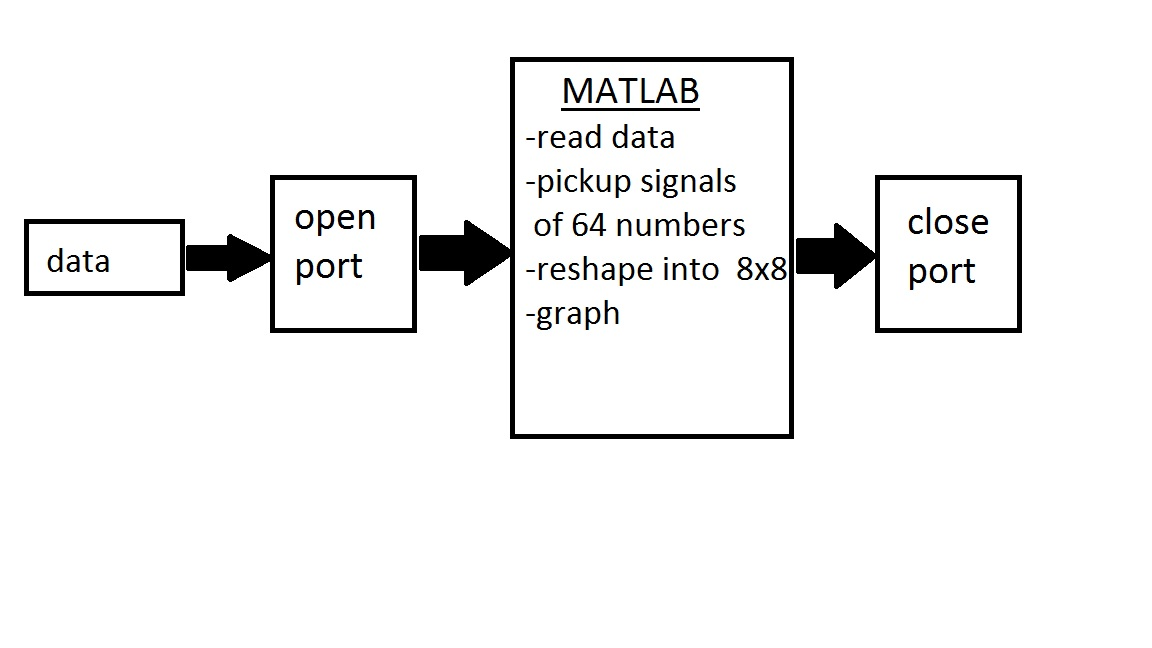 data
open
port
MATLAB
-read data
-pickup signals
of 64 numbers
-reshape into  8x8
-graph
close
port